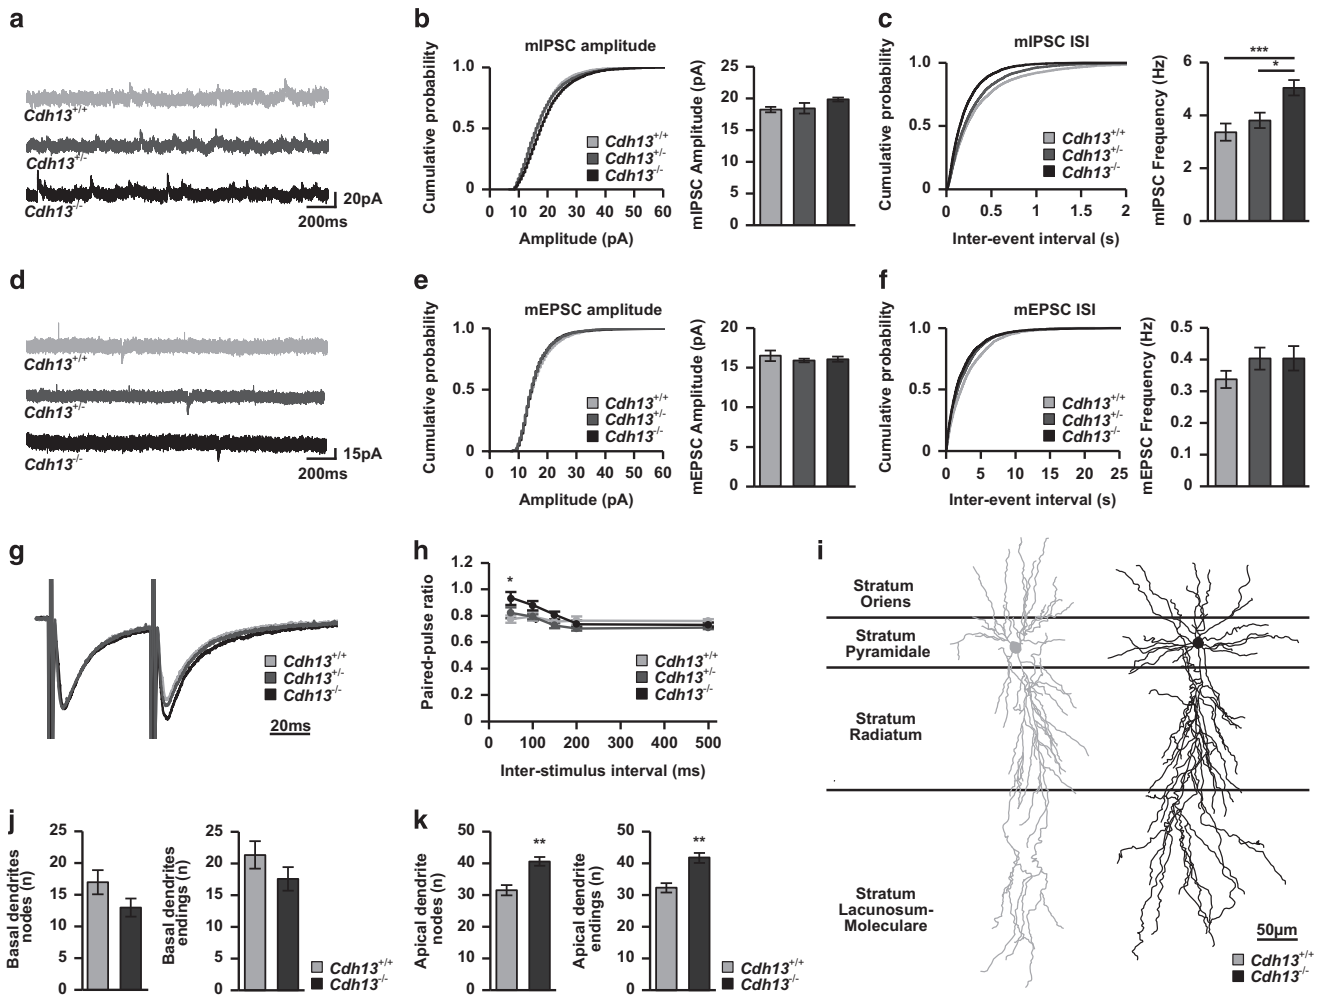 a
Cdh13+/+
Cdh13+/-
Cdh13-/-
20pA
200ms
b
mIPSC amplitude
Cumulative probability
1.0
0.5
0
0 10 20 30 40 50 60
Amplitude (pA)
Cdh13+/+
Cdh13+/-
Cdh13-/-
mIPSC Amplitude (pA)
25
20
15
10
5
0
c
mIPSC ISI
Cumulative probability
1.0
0.5
0
0 0.5 1 1.5 2
Inter-event interval (s)
Cdh13+/+
Cdh13+/-
Cdh13-/-
mIPSC Frequency (Hz)
6
4
2
0
***
*
d
Cdh13+/+
Cdh13+/-
Cdh13-/-
15pA
200ms
e
mEPSC amplitude
Cumulative probability
1.0
0.5
0
0 10 20 30 40 50 60
Amplitude (pA)
Cdh13+/+
Cdh13+/-
Cdh13-/-
mEPSC Amplitude (pA)
20
15
10
5
0
f
mEPSC ISI
Cumulative probability
1.0
0.5
0
0 5 10 15 20 25
Inter-event interval (s)
Cdh13+/+
Cdh13+/-
Cdh13-/-
mEPSC Frequency (Hz)
0.5
0.4
0.3
0.2
0.1
0
g
Cdh13+/+
Cdh13+/-
Cdh13-/-
20ms
h
Paired-pulse ratio
1.2
1.0
0.8
0.6
0.4
0.2
0
*
0 100 200 300 400 500
Inter-stimulus interval (ms)
Cdh13+/+
Cdh13+/-
Cdh13-/-
i
Stratum
Oriens
Stratum
Pyramidale
Stratum
Radiatum
Stratum
Lacunosum-
Moleculare
50µm
Cdh13+/+
Cdh13-/-
j
Basal dendrites
nodes (n)
25
20
15
10
5
0
Basal dendrites
endings (n)
25
20
15
10
5
0
Cdh13+/+
Cdh13-/-
k
Apical dendrite
nodes (n)
50
40
30
20
10
0
**
Apical dendrite
endings (n)
50
40
30
20
10
0
**
Cdh13+/+
Cdh13-/-